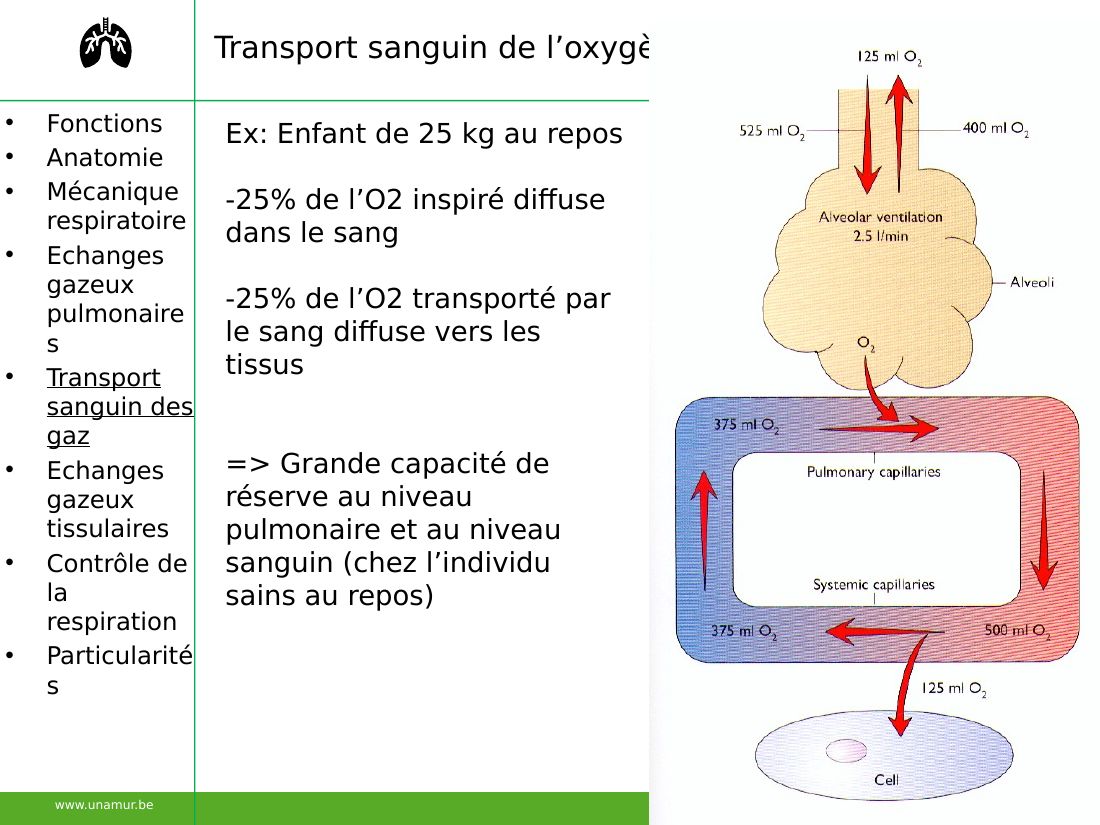 Transport sanguin de l’oxygè
• Fonctions
• Anatomie
• Mécanique
respiratoire
• Echanges
gazeux
pulmonaire
s
• Transport
sanguin des
gaz
• Echanges
gazeux
tissulaires
• Contrôle de
la
respiration
• Particularité
s
Ex: Enfant de 25 kg au repos
-25% de l’O2 inspiré diffuse
dans le sang
-25% de l’O2 transporté par
le sang diffuse vers les
tissus
=> Grande capacité de
réserve au niveau
pulmonaire et au niveau
sanguin (chez l’individu
sains au repos)
125 ml O₂
525 ml O₂
400 ml O₂
Alveolar ventilation
2.5 l/min
Alveoli
O₂
375 ml O₂
Pulmonary capillaries
Systemic capillaries
375 ml O₂
500 ml O₂
125 ml O₂
Cell
www.unamur.be